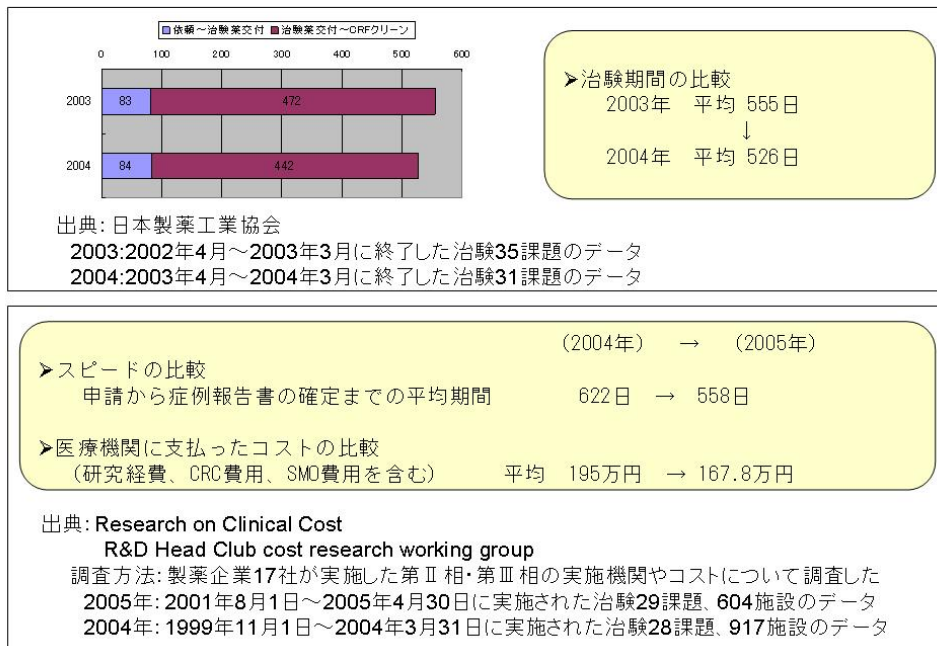 依頼～治験薬交付 治験薬交付～CRFクリーン
0 100 200 300 400 500 600
2003 83 472
2004 84 442
➤治験期間の比較
2003年 平均 555日
↓
2004年 平均 526日
出典: 日本製薬工業協会
2003:2002年4月～2003年3月に終了した治験35課題のデータ
2004:2003年4月～2004年3月に終了した治験31課題のデータ
(2004年) → (2005年)
➤スピードの比較
申請から症例報告書の確定までの平均期間 622日 → 558日
➤医療機関に支払ったコストの比較
(研究経費、CRC費用、SMO費用を含む) 平均 195万円 → 167.8万円
出典: Research on Clinical Cost
R&D Head Club cost research working group
調査方法: 製薬企業17社が実施した第Ⅱ相・第Ⅲ相の実施機関やコストについて調査した
2005年: 2001年8月1日～2005年4月30日に実施された治験29課題、604施設のデータ
2004年: 1999年11月1日～2004年3月31日に実施された治験28課題、917施設のデータ